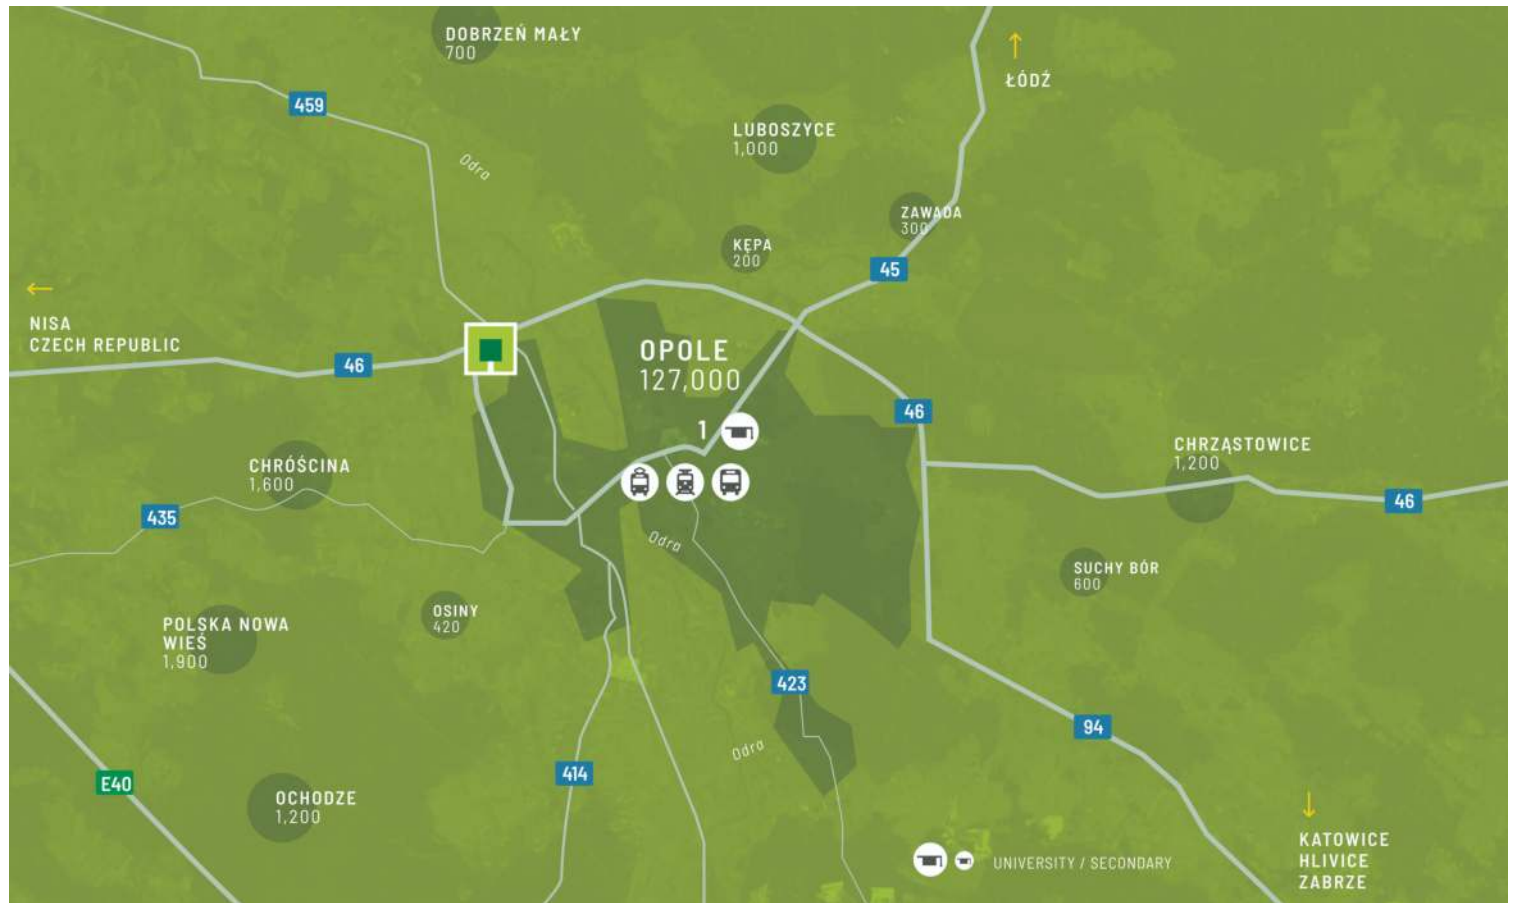 DOBRZEŃ MAŁY
700
ŁÓDŹ
459
LUBOSZYCE
1,000
Odra
ZAWADA
300
KĘPA
200
45
NISA
CZECH REPUBLIC
46
OPOLE
127,000
46
1
CHRZĄSTOWICE
1,200
CHRÓŚCINA
1,600
46
435
Odra
SUCHY BÓR
600
OSINY
420
POLSKA NOWA
WIEŚ
1,900
423
94
Odra
414
E40
OCHODZE
1,200
KATOWICE
HLIVICE
ZABRZE
UNIVERSITY / SECONDARY